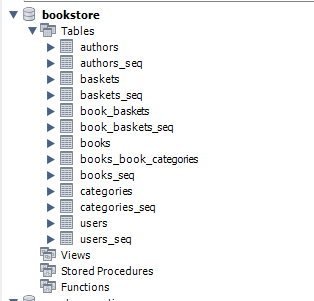 bookstore
Tables
authors
authors_seq
baskets
baskets_seq
book_baskets
book_baskets_seq
books
books_book_categories
books_seq
categories
categories_seq
users
users_seq
Views
Stored Procedures
Functions